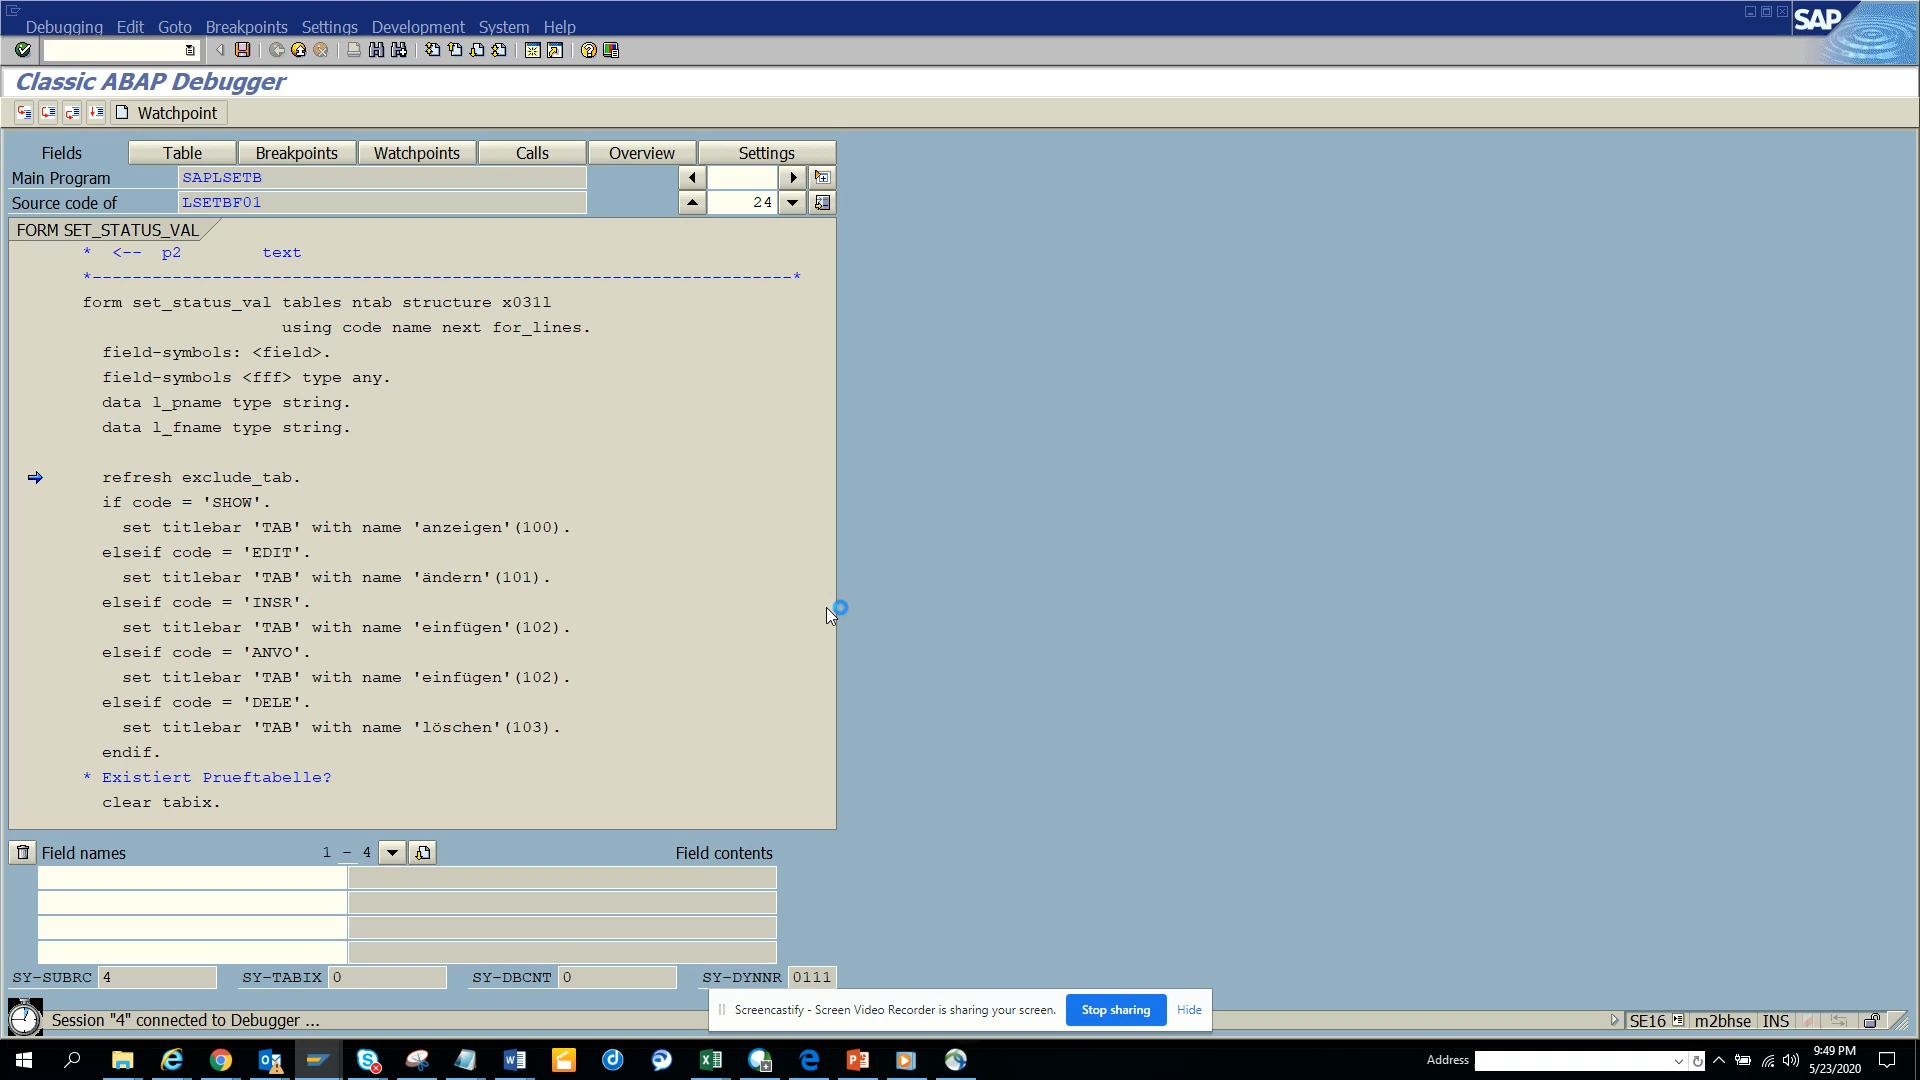 Debugging Edit Goto Breakpoints Settings Development System Help
SAP
Classic ABAP Debugger
Watchpoint
Fields Table Breakpoints Watchpoints Calls Overview Settings
Main Program SAPLSETB
Source code of LSETBF01 24
FORM SET_STATUS_VAL
* <-- p2 text
*----------------------------------------------------------------------*
form set_status_val tables ntab structure x031l
using code name next for_lines.
field-symbols: <field>.
field-symbols <fff> type any.
data l_pname type string.
data l_fname type string.
refresh exclude_tab.
if code = 'SHOW'.
set titlebar 'TAB' with name 'anzeigen'(100).
elseif code = 'EDIT'.
set titlebar 'TAB' with name 'ändern'(101).
elseif code = 'INSR'.
set titlebar 'TAB' with name 'einfügen'(102).
elseif code = 'ANVO'.
set titlebar 'TAB' with name 'einfügen'(102).
elseif code = 'DELE'.
set titlebar 'TAB' with name 'löschen'(103).
endif.
* Existiert Prueftabelle?
clear tabix.
Field names 1 - 4 Field contents
SY-SUBRC 4 SY-TABIX 0 SY-DBCNT 0 SY-DYNNR 0111
Screencastify - Screen Video Recorder is sharing your screen. Stop sharing Hide
Session "4" connected to Debugger ... SE16 m2bhse INS
Address 9:49 PM
5/23/2020